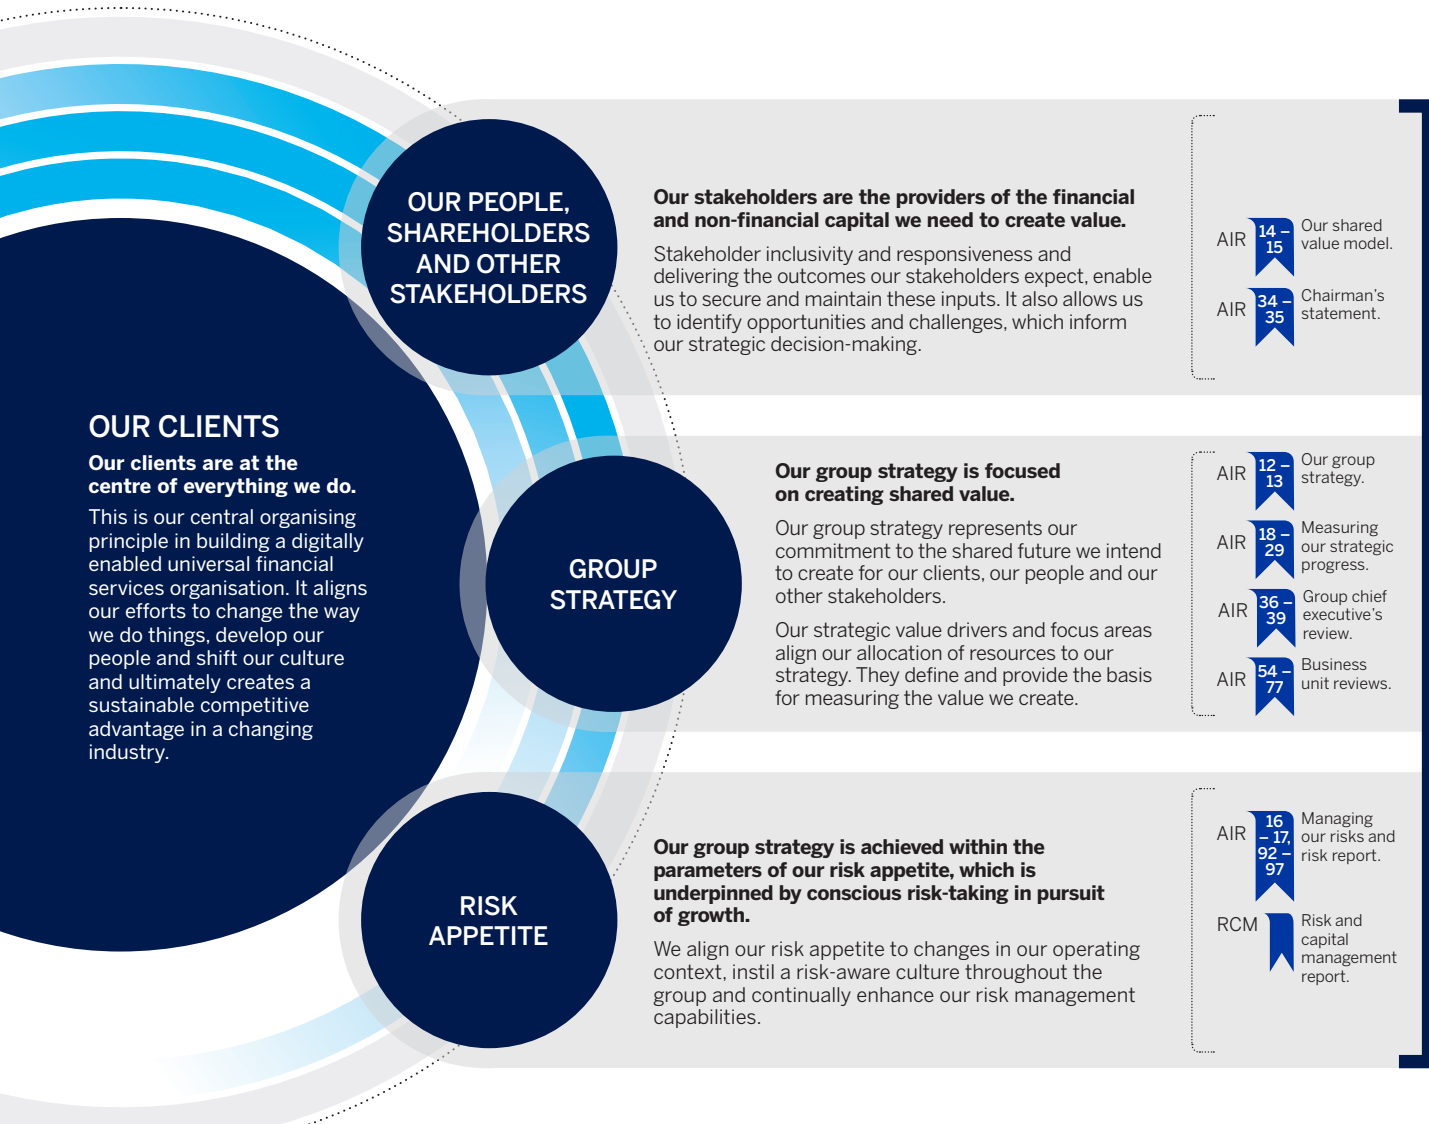 OUR CLIENTS
Our clients are at the
centre of everything we do.
This is our central organising
principle in building a digitally
enabled universal financial
services organisation. It aligns
our efforts to change the way
we do things, develop our
people and shift our culture
and ultimately creates a
sustainable competitive
advantage in a changing
industry.
OUR PEOPLE,
SHAREHOLDERS
AND OTHER
STAKEHOLDERS
Our stakeholders are the providers of the financial
and non-financial capital we need to create value.
Stakeholder inclusivity and responsiveness and
delivering the outcomes our stakeholders expect, enable
us to secure and maintain these inputs. It also allows us
to identify opportunities and challenges, which inform
our strategic decision-making.
AIR
14 –
15
Our shared
value model.
AIR
34 –
35
Chairman’s
statement.
GROUP
STRATEGY
Our group strategy is focused
on creating shared value.
Our group strategy represents our
commitment to the shared future we intend
to create for our clients, our people and our
other stakeholders.
Our strategic value drivers and focus areas
align our allocation of resources to our
strategy. They define and provide the basis
for measuring the value we create.
AIR
12 –
13
Our group
strategy.
AIR
18 –
29
Measuring
our strategic
progress.
AIR
36 –
39
Group chief
executive’s
review.
AIR
54 –
77
Business
unit reviews.
RISK
APPETITE
Our group strategy is achieved within the
parameters of our risk appetite, which is
underpinned by conscious risk-taking in pursuit
of growth.
We align our risk appetite to changes in our operating
context, instil a risk-aware culture throughout the
group and continually enhance our risk management
capabilities.
AIR
16
– 17,
92 –
97
Managing
our risks and
risk report.
RCM
Risk and
capital
management
report.